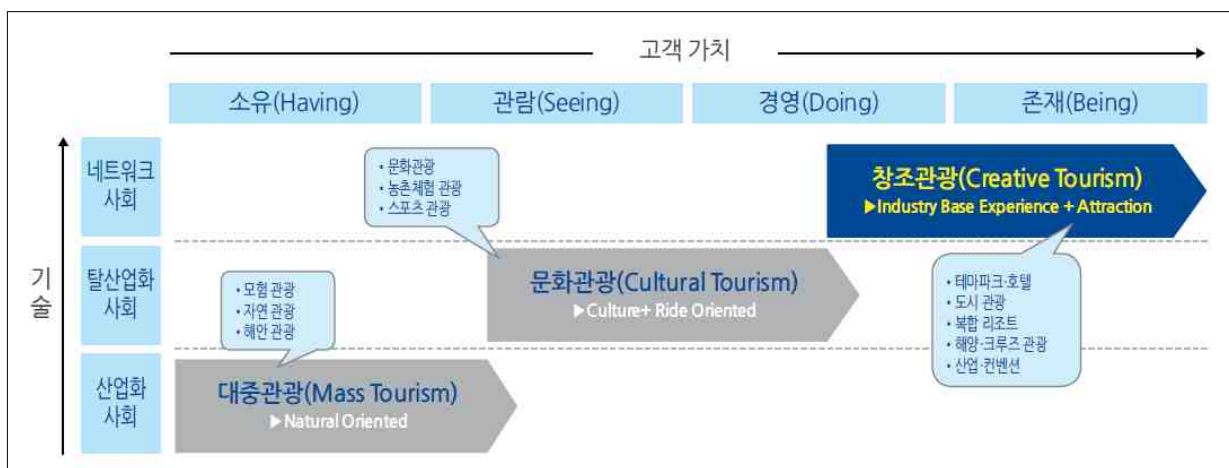 고객 가치
소유(Having)
관람(Seeing)
경영(Doing)
존재(Being)
기술
네트워크
사회
• 문화관광
• 농촌체험 관광
• 스포츠 관광
창조관광(Creative Tourism)
▶Industry Base Experience + Attraction
탈산업화
사회
• 모험 관광
• 자연 관광
• 해안 관광
문화관광(Cultural Tourism)
▶Culture+ Ride Oriented
• 테마파크·호텔
• 도시 관광
• 복합 리조트
• 해양·크루즈 관광
• 산업·컨벤션
산업화
사회
대중관광(Mass Tourism)
▶Natural Oriented